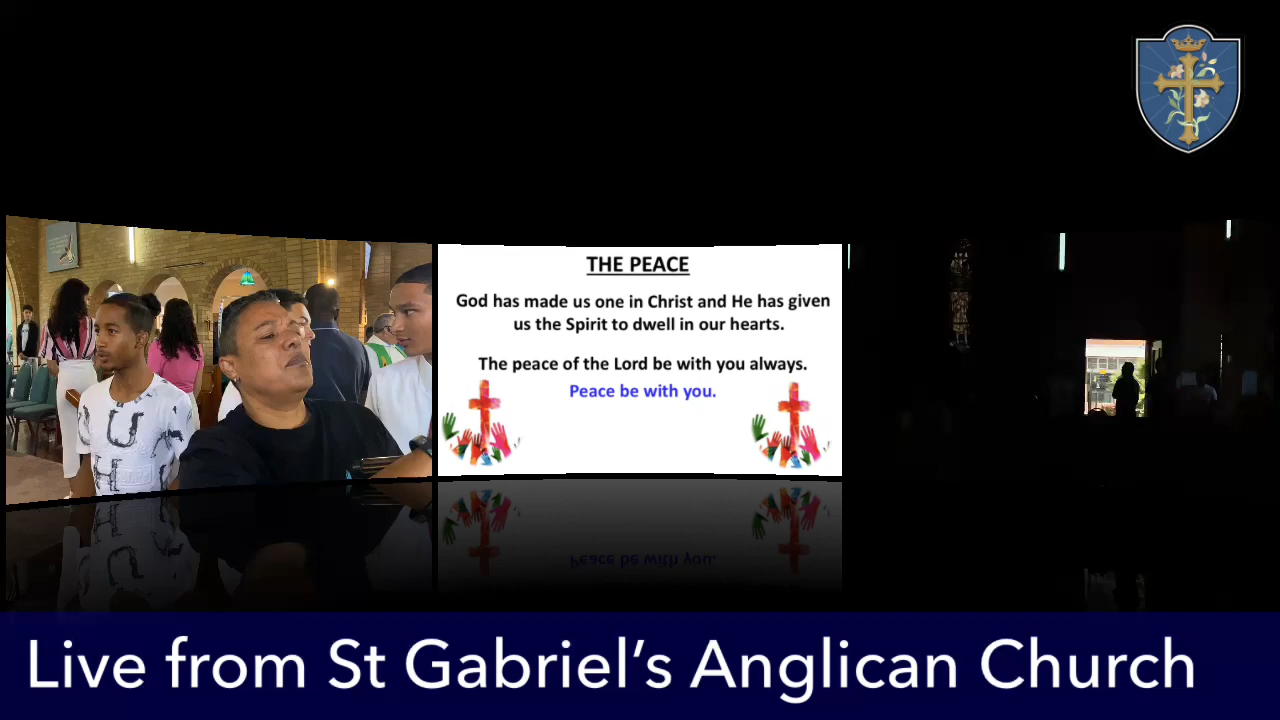 THE PEACE
God has made us one in Christ and He has given
us the Spirit to dwell in our hearts.
The peace of the Lord be with you always.
Peace be with you.
Live from St Gabriel's Anglican Church